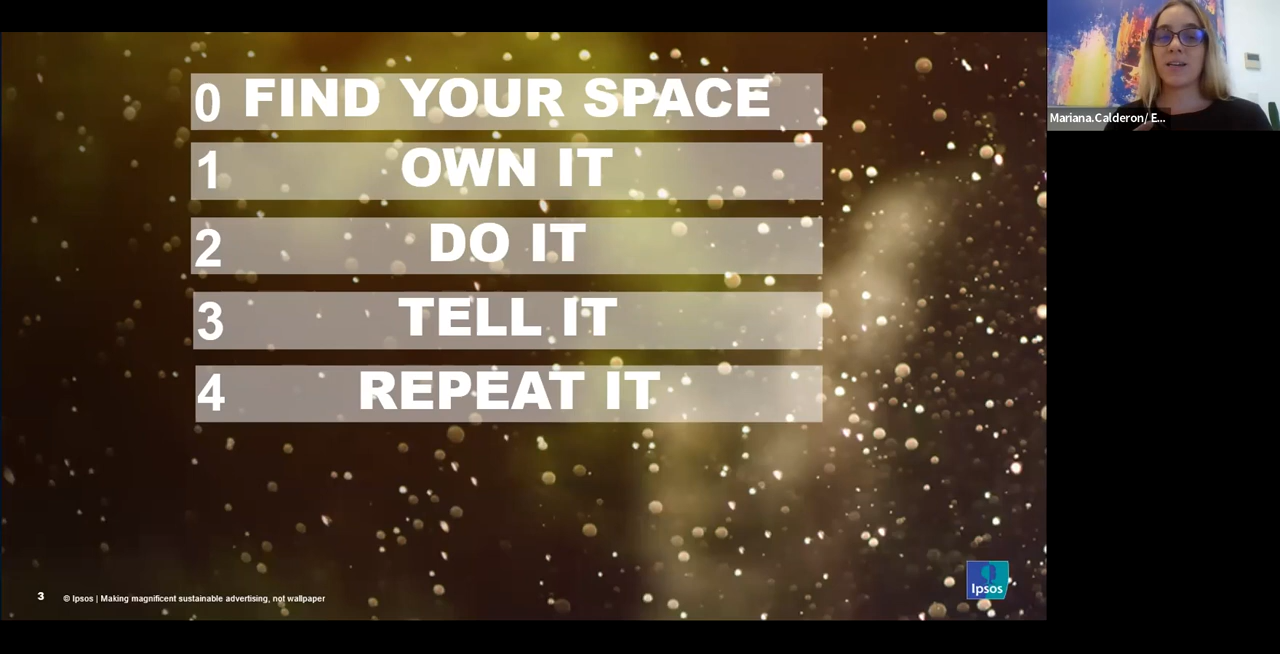 0 FIND YOUR SPACE
1 OWN IT
2 DO IT
3 TELL IT
4 REPEAT IT
Mariana.Calderon/ E...
Ipsos
3 © Ipsos | Making magnificent sustainable advertising, not wallpaper